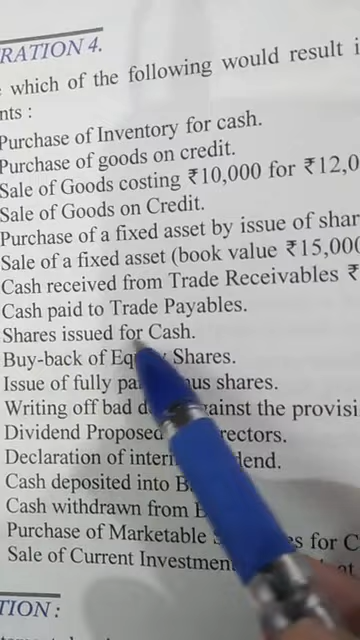 RATION 4.
which of the following would result i
nts :
Purchase of Inventory for cash.
Purchase of goods on credit.
Sale of Goods costing ₹10,000 for ₹12,0
Sale of Goods on Credit.
Purchase of a fixed asset by issue of shar
Sale of a fixed asset (book value ₹15,000
Cash received from Trade Receivables ₹
Cash paid to Trade Payables.
Shares issued for Cash.
Buy-back of Eq Shares.
Issue of fully pa nus shares.
Writing off bad d against the provisi
Dividend Proposed rectors.
Declaration of interi dend.
Cash deposited into B
Cash withdrawn from B
Purchase of Marketable s for C
Sale of Current Investmen at
TION :